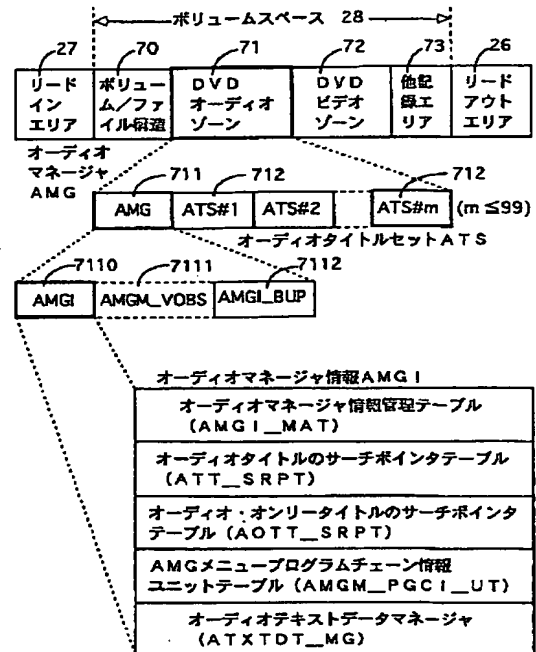 ボリュームスペース 28
27
70
71
72
73
26
リード
イン
エリア
ボリュー
ム／ファ
イル構造
ＤＶＤ
オーディオ
ゾーン
ＤＶＤ
ビデオ
ゾーン
他記
録エ
リア
リード
アウト
エリア
オーディオ
マネージャ
ＡＭＧ
711
712
712
AMG
ATS#1
ATS#2
ATS#m
(m≦99)
オーディオタイトルセットＡＴＳ
7110
7111
7112
AMGI
AMGM_VOBS
AMGI_BUP
オーディオマネージャ情報ＡＭＧＩ
オーディオマネージャ情報管理テーブル
（ＡＭＧＩ＿ＭＡＴ）
オーディオタイトルのサーチポインタテーブル
（ＡＴＴ＿ＳＲＰＴ）
オーディオ・オンリータイトルのサーチポインタ
テーブル（ＡＯＴＴ＿ＳＲＰＴ）
ＡＭＧメニュープログラムチェーン情報
ユニットテーブル（ＡＭＧＭ＿ＰＧＣＩ＿ＵＴ）
オーディオテキストデータマネージャ
（ＡＴＸＴＤＴ＿ＭＧ）